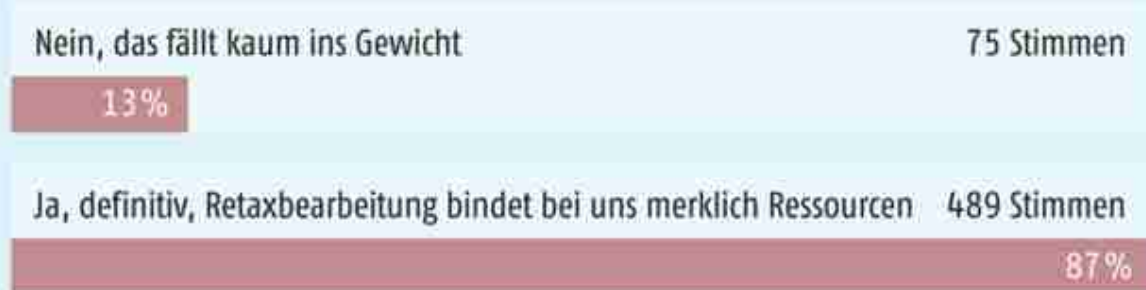 Nein, das fällt kaum ins Gewicht 75 Stimmen
13%
Ja, definitiv, Retaxbearbeitung bindet bei uns merklich Ressourcen 489 Stimmen
87%